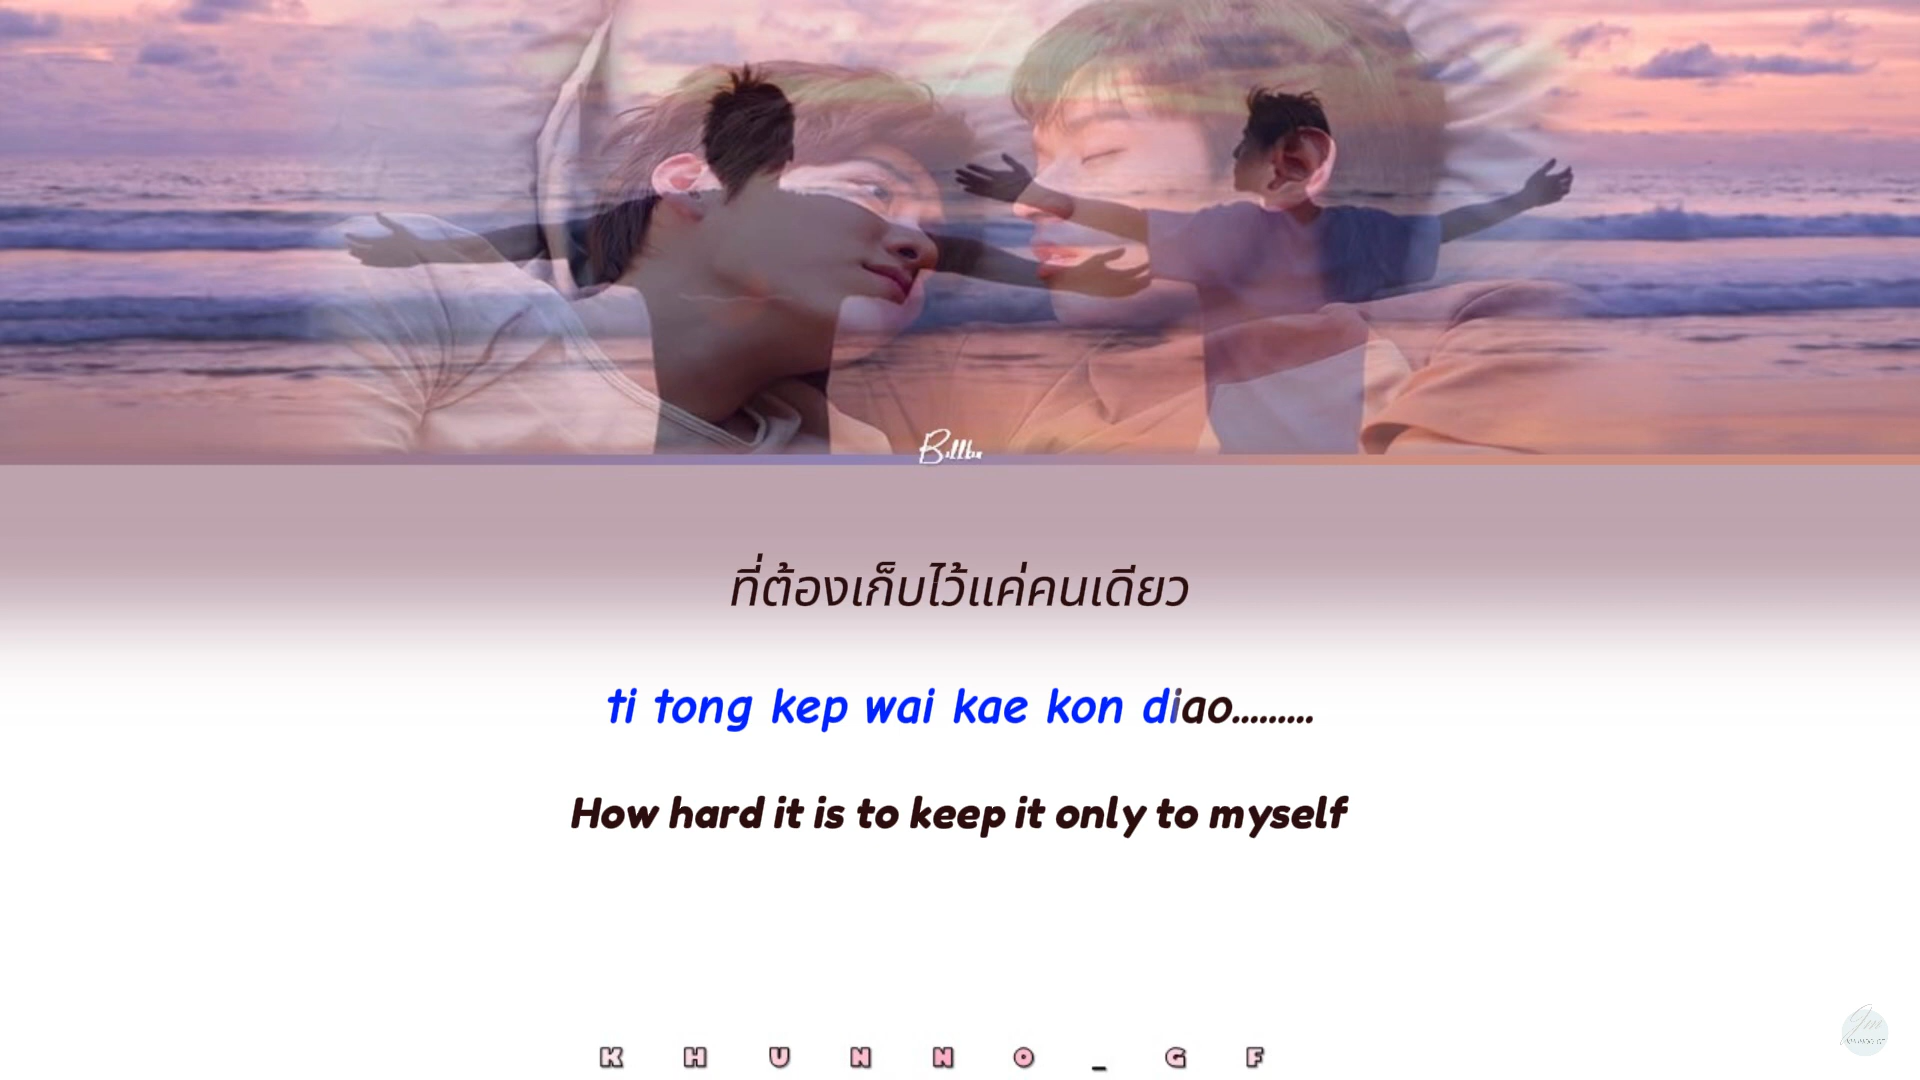 Billkin
ที่ต้องเก็บไว้แค่คนเดียว
ti tong kep wai kae kon diao.........
How hard it is to keep it only to myself
K H U N N O _ G F